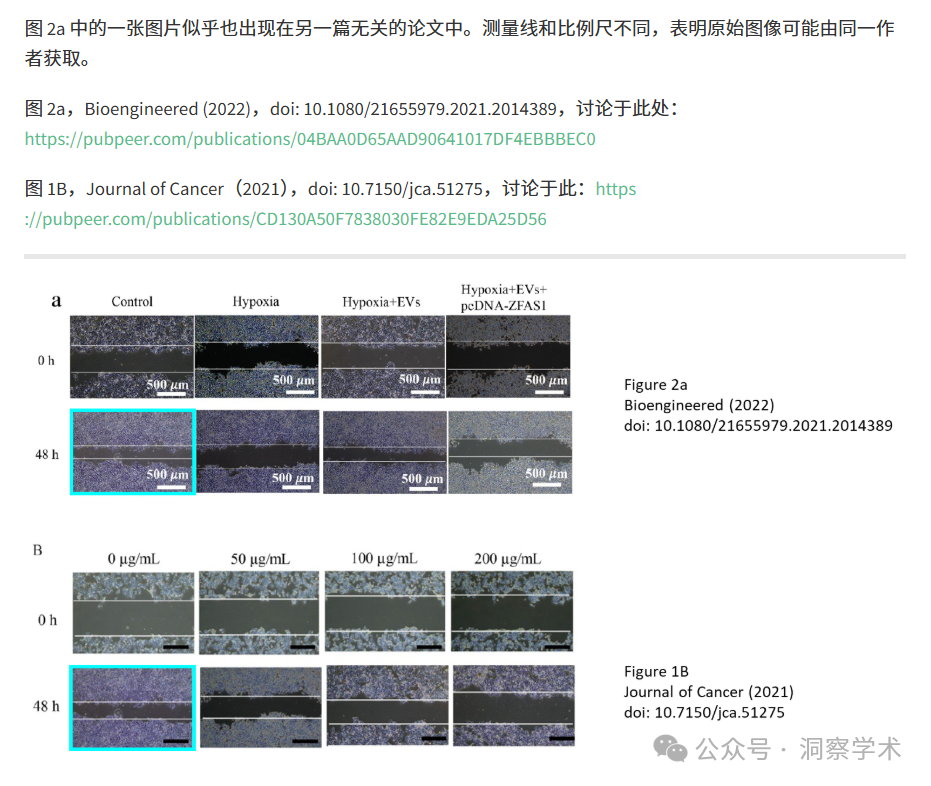 图 2a 中的一张图片似乎也出现在另一篇无关的论文中。测量线和比例尺不同，表明原始图像可能由同一作
者获取。
图 2a，Bioengineered (2022)，doi: 10.1080/21655979.2021.2014389，讨论于此处：
https://pubpeer.com/publications/04BAA0D65AAD90641017DF4EBBBEC0
图 1B，Journal of Cancer（2021），doi: 10.7150/jca.51275，讨论于此：https
://pubpeer.com/publications/CD130A50F7838030FE82E9EDA25D56
a
Control Hypoxia Hypoxia+EVs Hypoxia+EVs+
pcDNA-ZFAS1
0 h
500 μm 500 μm 500 μm 500 μm
48 h
500 μm 500 μm 500 μm 500 μm
Figure 2a
Bioengineered (2022)
doi: 10.1080/21655979.2021.2014389
B
0 μg/mL 50 μg/mL 100 μg/mL 200 μg/mL
0 h
48 h
Figure 1B
Journal of Cancer (2021)
doi: 10.7150/jca.51275
公众号 · 洞察学术